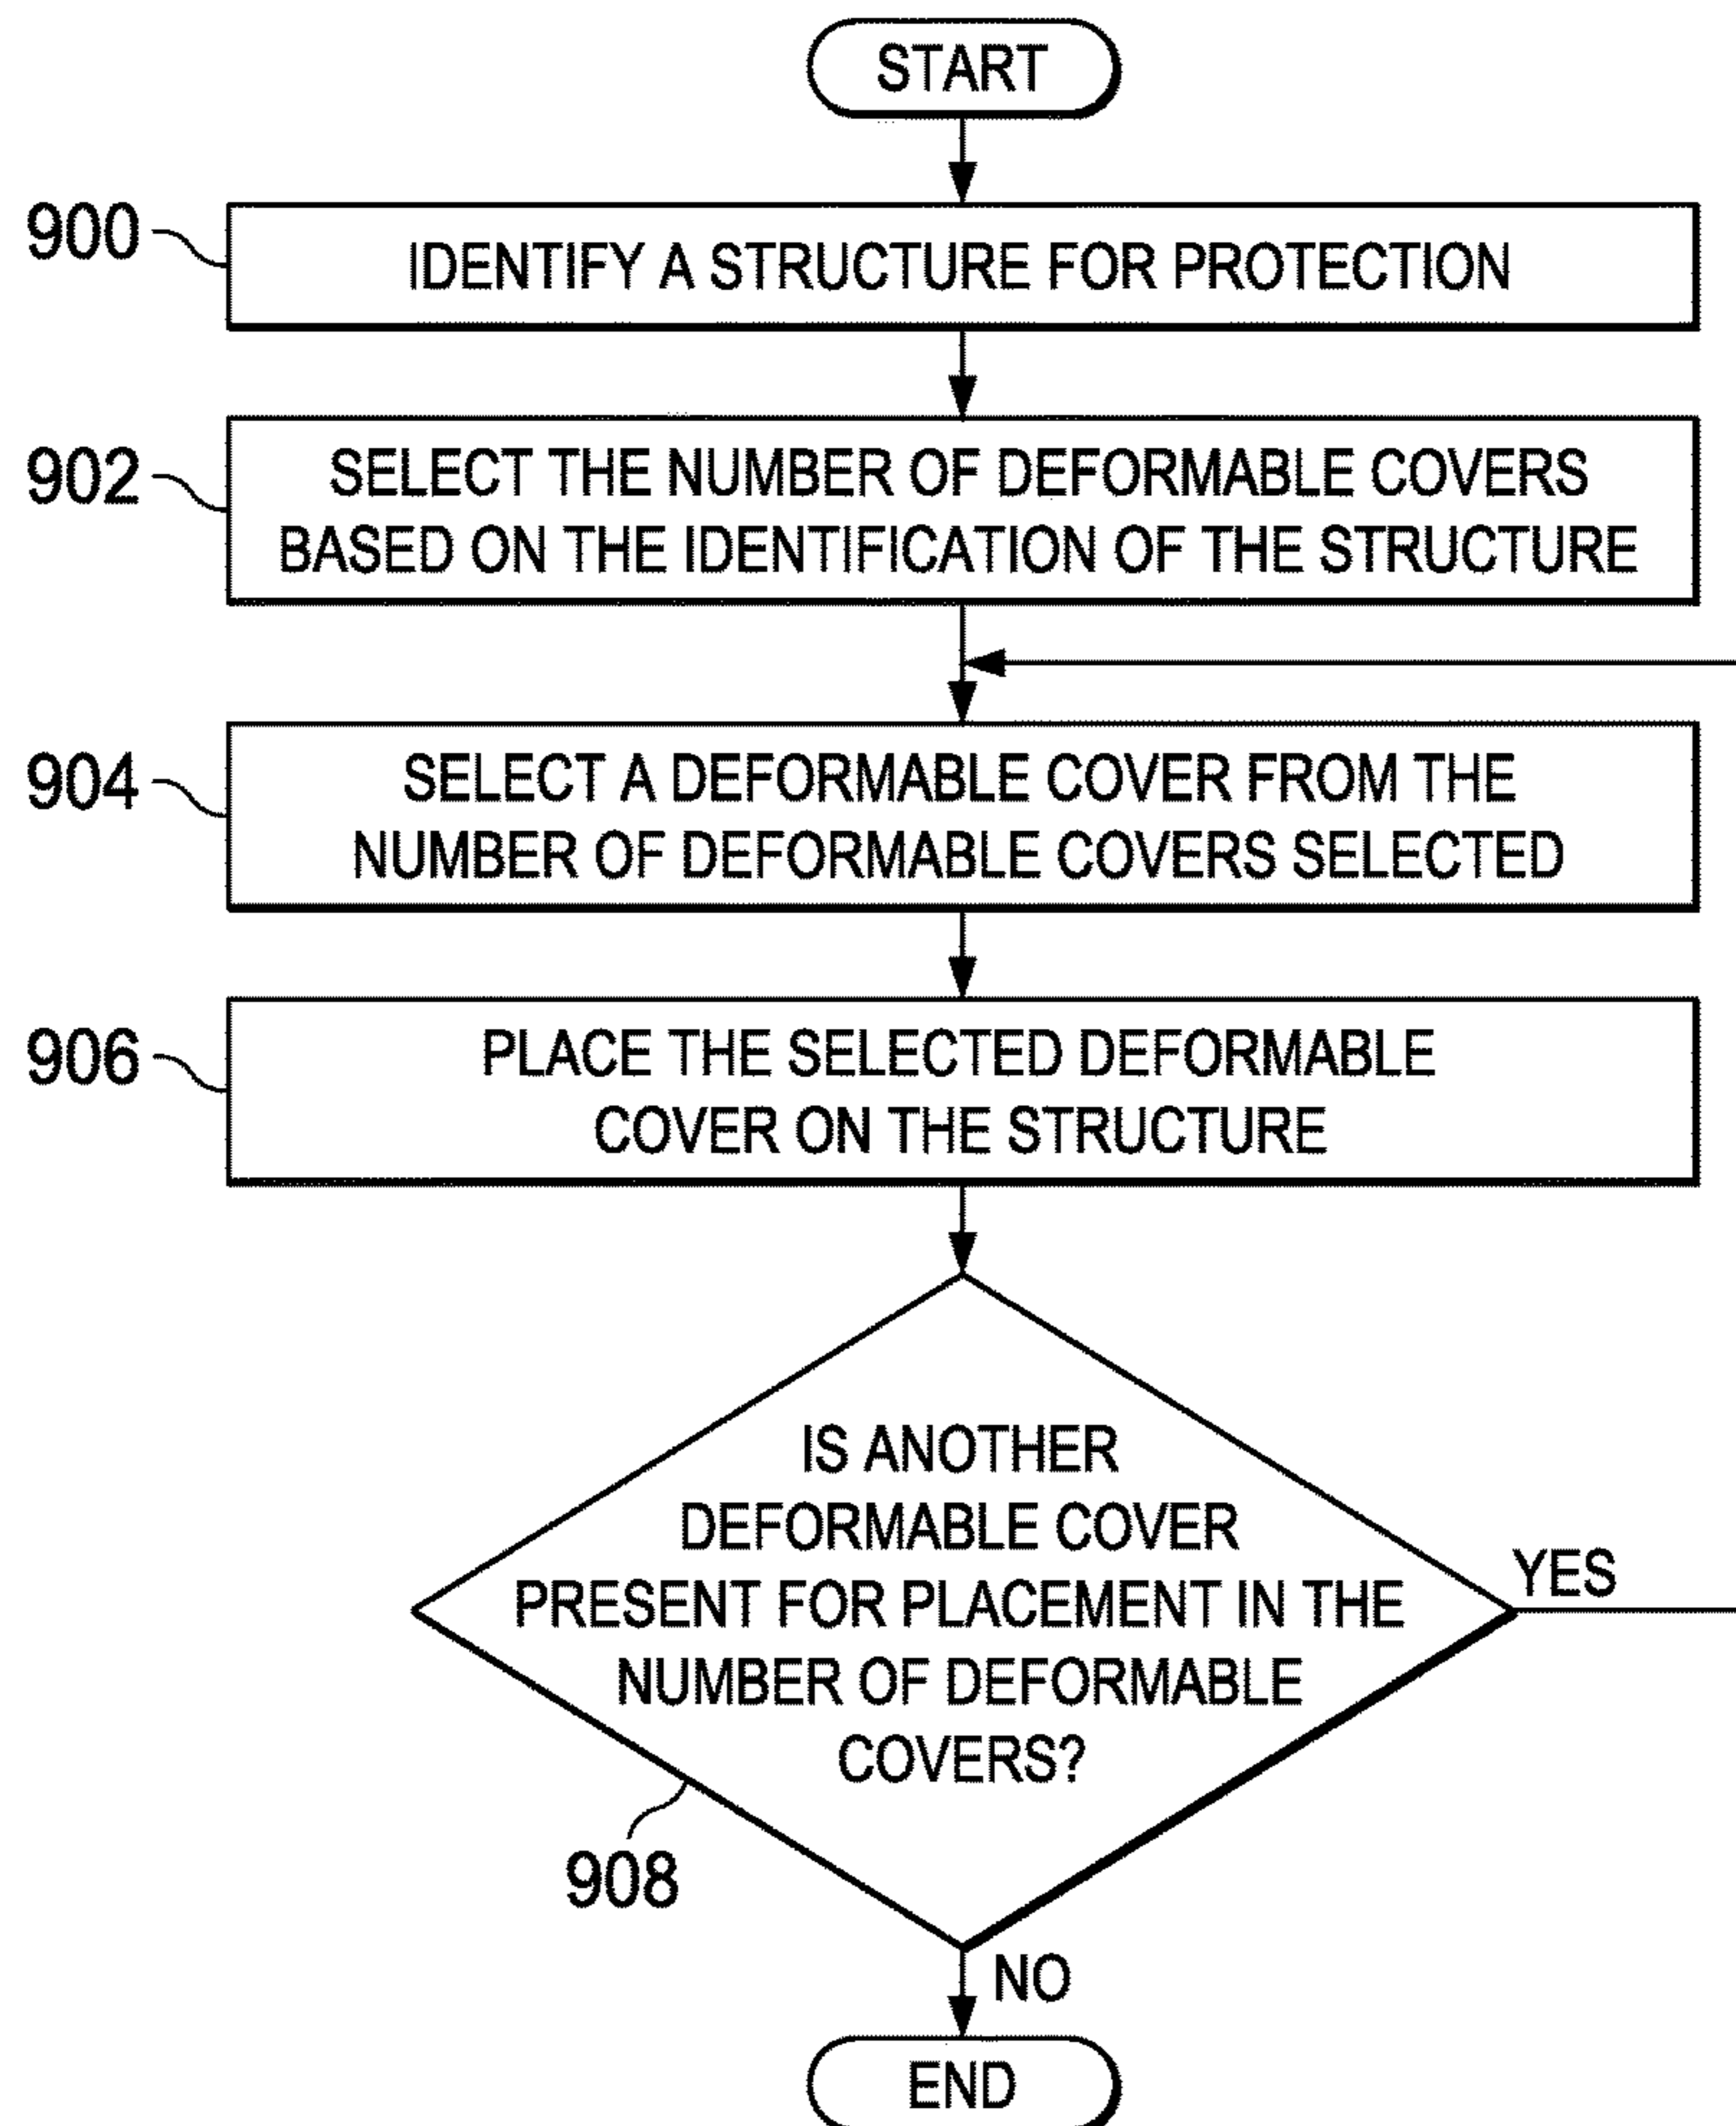 START
900
IDENTIFY A STRUCTURE FOR PROTECTION
902
SELECT THE NUMBER OF DEFORMABLE COVERS
BASED ON THE IDENTIFICATION OF THE STRUCTURE
904
SELECT A DEFORMABLE COVER FROM THE
NUMBER OF DEFORMABLE COVERS SELECTED
906
PLACE THE SELECTED DEFORMABLE
COVER ON THE STRUCTURE
IS ANOTHER
DEFORMABLE COVER
PRESENT FOR PLACEMENT IN THE
NUMBER OF DEFORMABLE
COVERS?
YES
908
NO
END